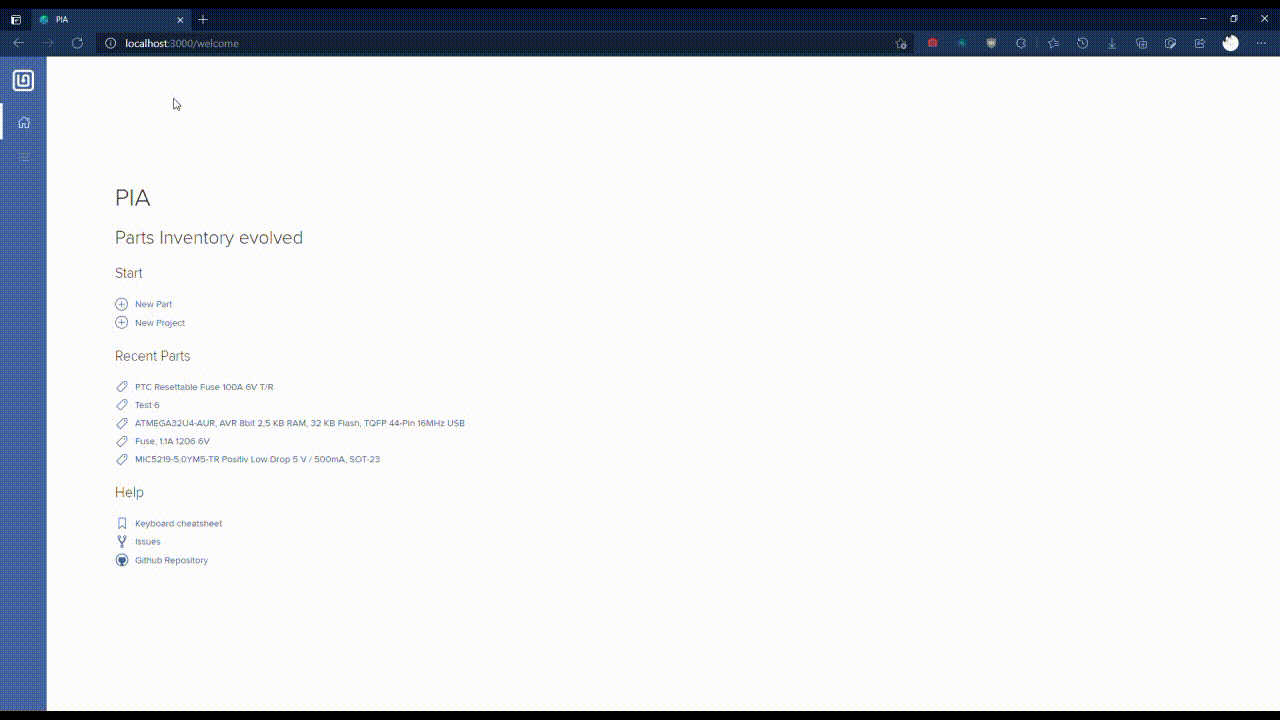 PIA
localhost:3000/welcome
PIA
Parts Inventory evolved
Start
New Part
New Project
Recent Parts
PTC Resettable Fuse 100A 6V T/R
Test 6
ATMEGA32U4-AUR, AVR 8bit 2,5 KB RAM, 32 KB Flash, TQFP 44-Pin 16MHz USB
Fuse, 1.1A 1206 6V
MIC5219-5.0YM5-TR Positiv Low Drop 5 V / 500mA, SOT-23
Help
Keyboard cheatsheet
Issues
Github Repository